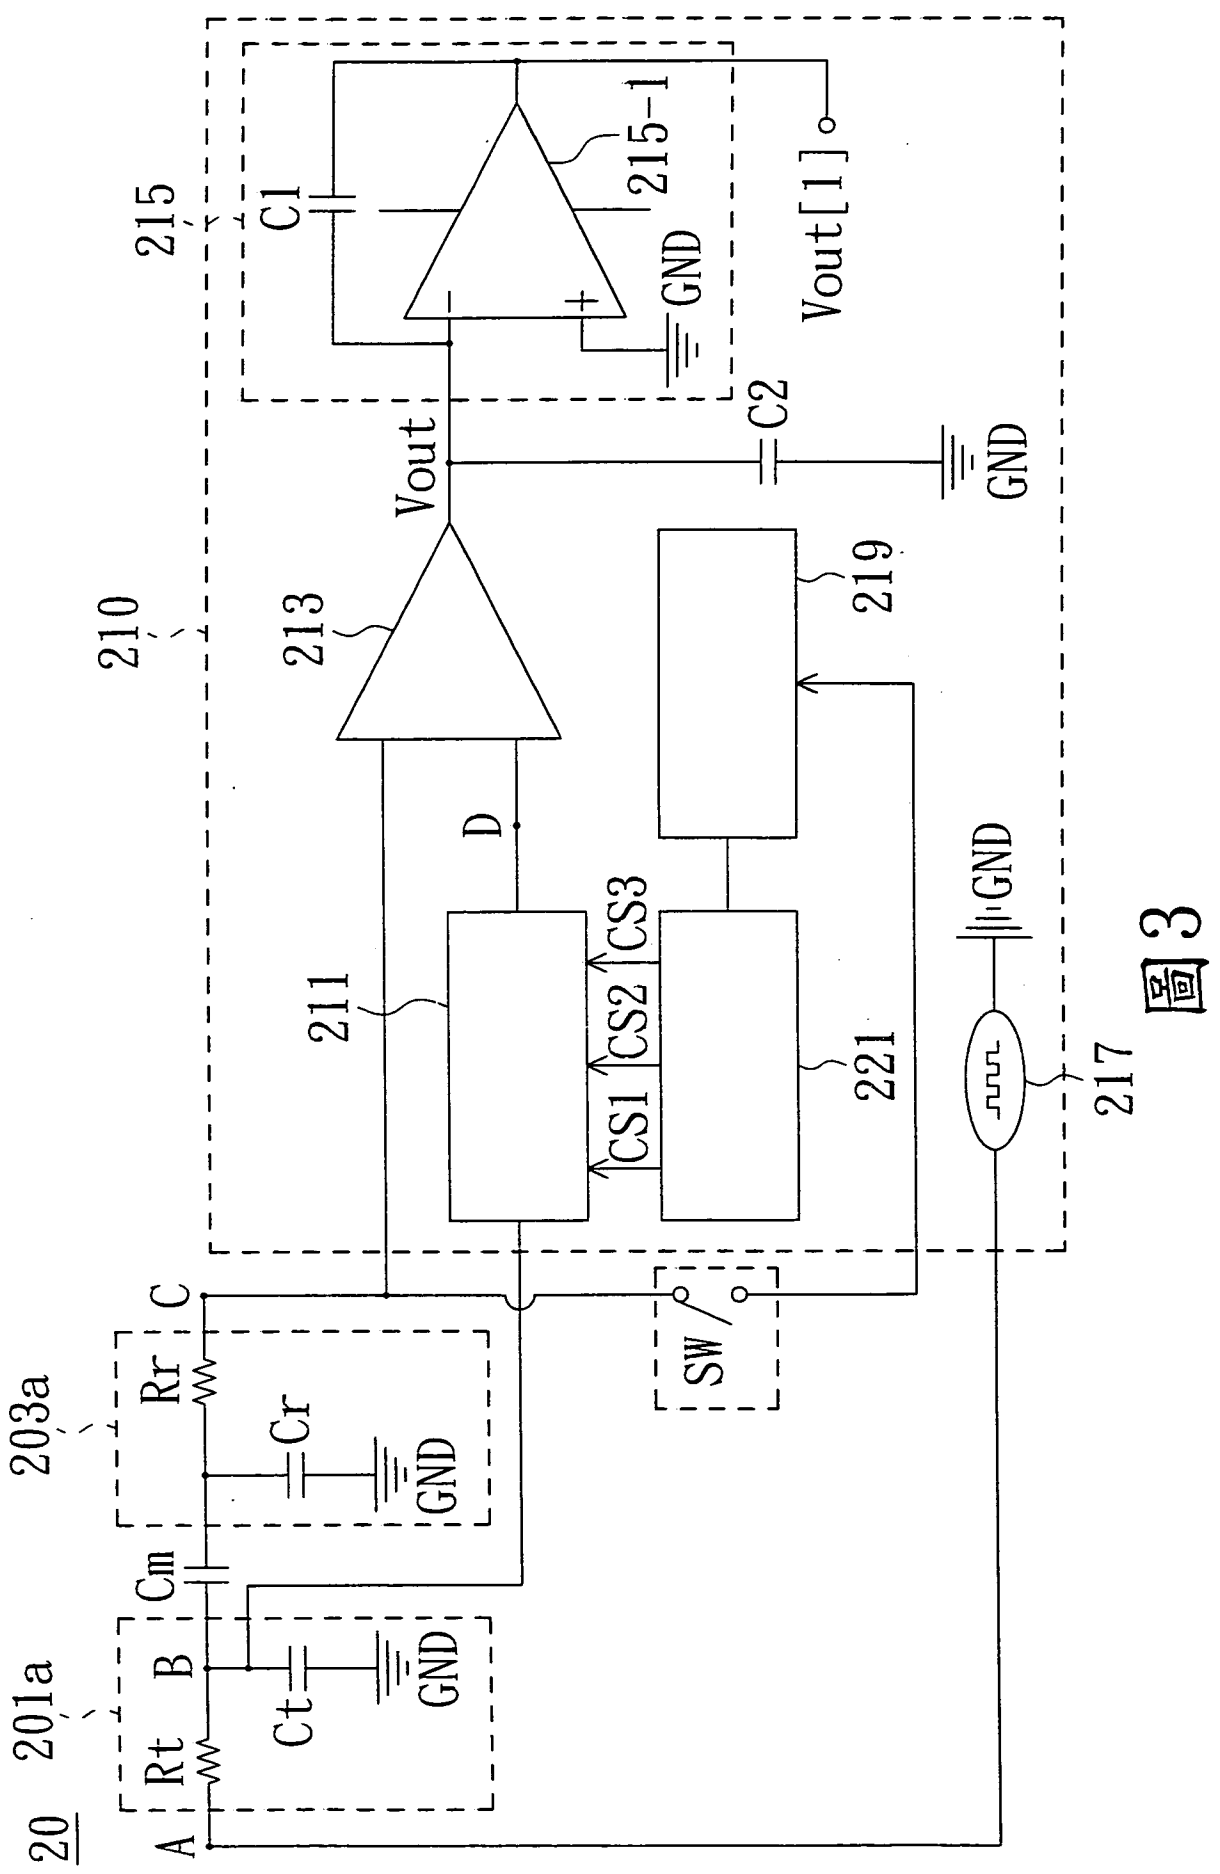 20
A
Rt
201a
B
Ct
GND
Cm
203a
Rr
Cr
GND
C
SW
210
211
D
CS1
CS2
CS3
221
219
213
Vout
C2
GND
215
C1
−
+
215-1
GND
Vout[1]
217
GND
圖3